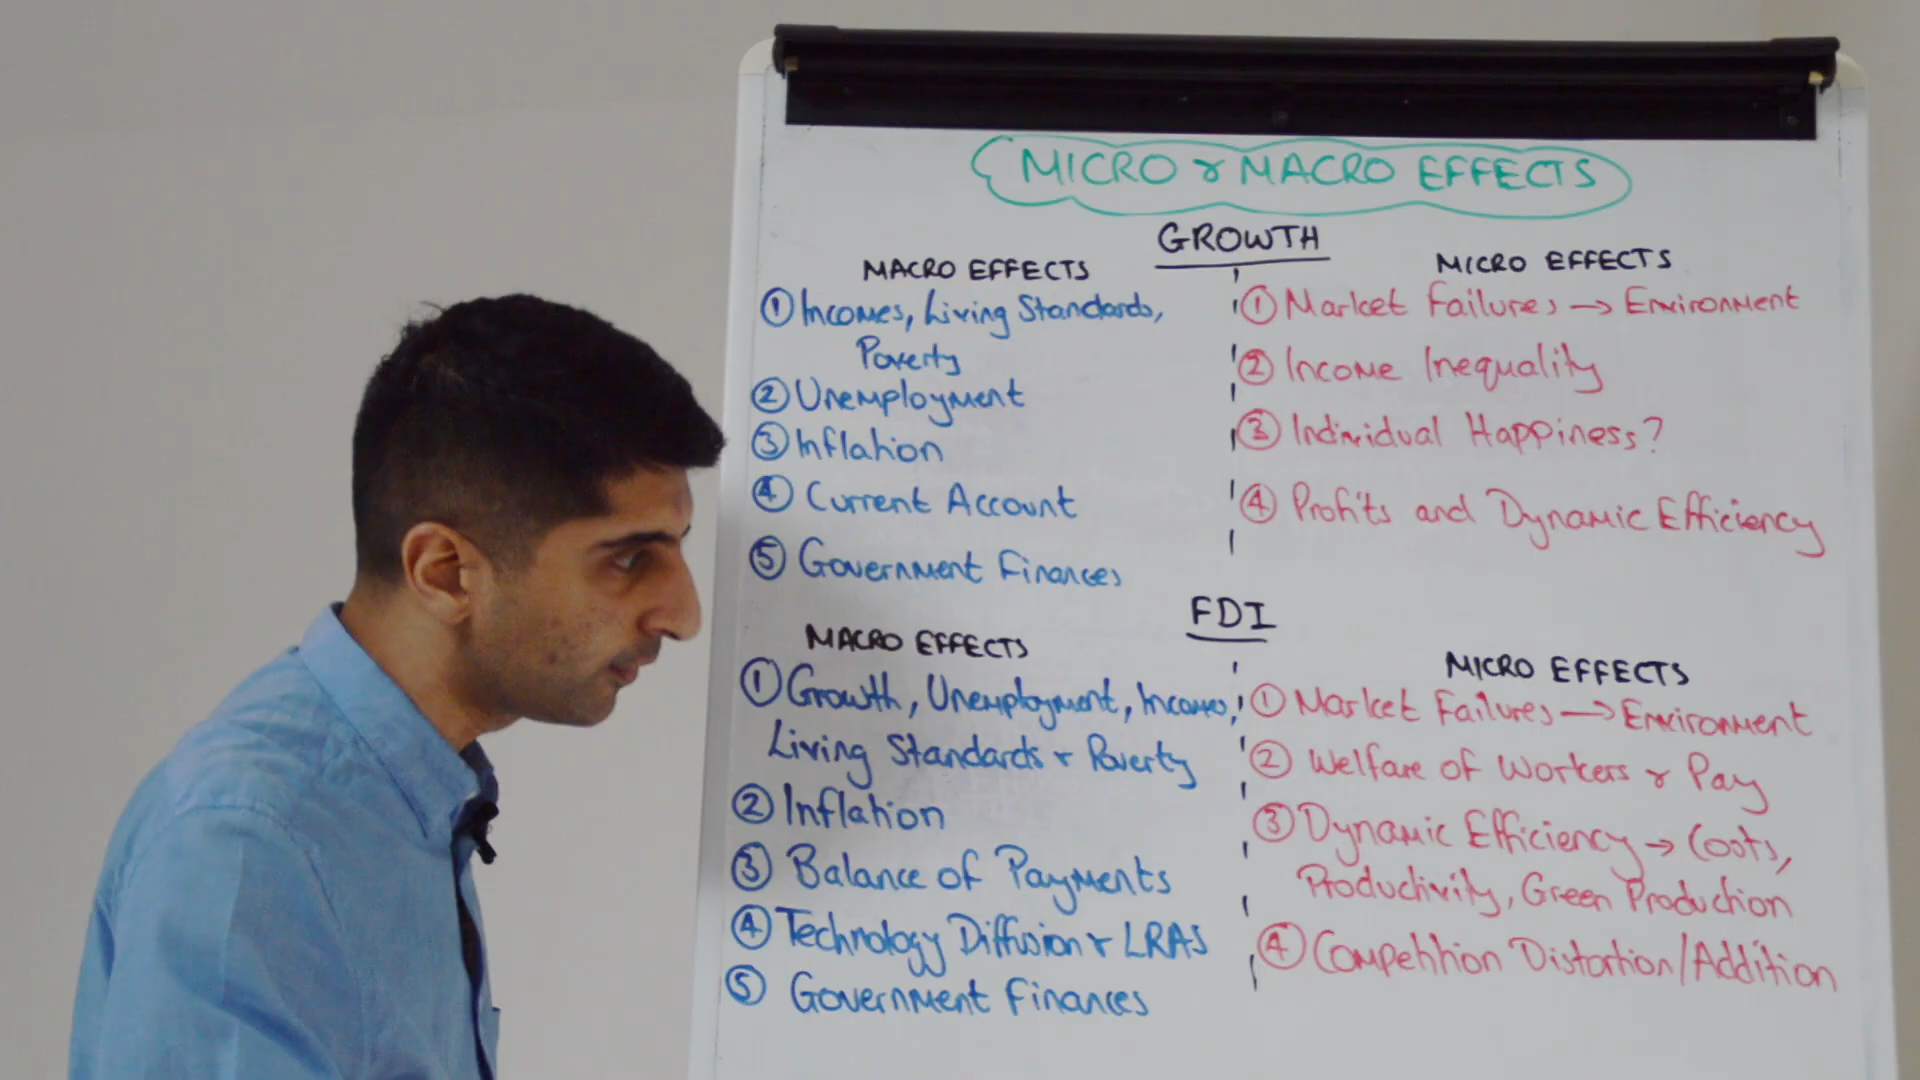 MICRO & MACRO EFFECTS
GROWTH
MACRO EFFECTS
① Incomes, Living Standards,
Poverty
② Unemployment
③ Inflation
④ Current Account
⑤ Government Finances
MICRO EFFECTS
① Market Failures → Environment
② Income Inequality
③ Individual Happiness?
④ Profits and Dynamic Efficiency
FDI
MACRO EFFECTS
① Growth, Unemployment, Incomes,
Living Standards & Poverty
② Inflation
③ Balance of Payments
④ Technology Diffusion & LRAS
⑤ Government Finances
MICRO EFFECTS
① Market Failures → Environment
② Welfare of Workers & Pay
③ Dynamic Efficiency → Costs,
Productivity, Green Production
④ Competition Distortion/Addition